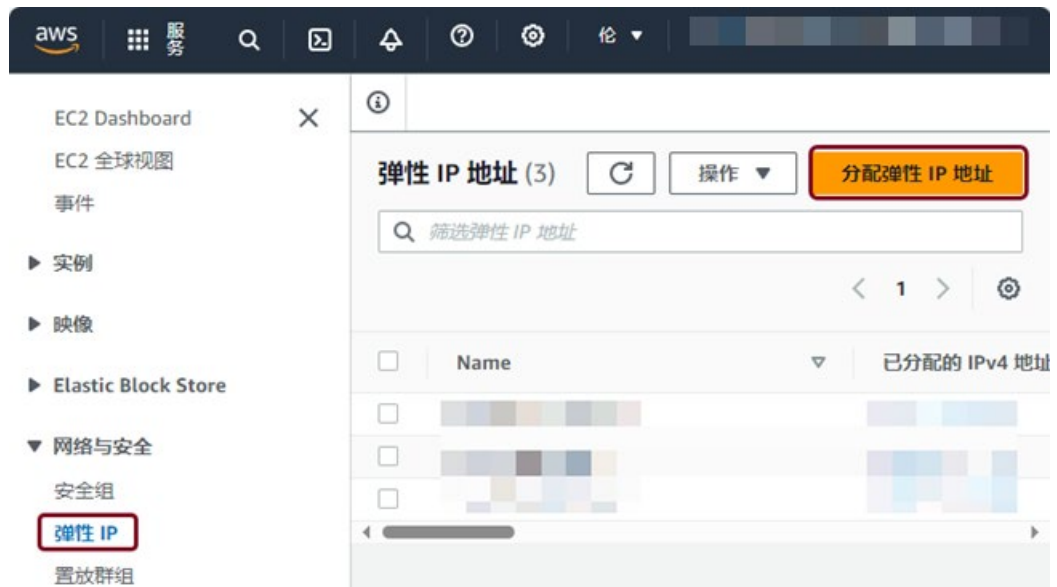 aws 服务 伦
EC2 Dashboard
EC2 全球视图
事件
实例
映像
Elastic Block Store
网络与安全
安全组
弹性 IP
置放群组
弹性 IP 地址 (3) 操作 分配弹性 IP 地址
筛选弹性 IP 地址
1
Name 已分配的 IPv4 地址